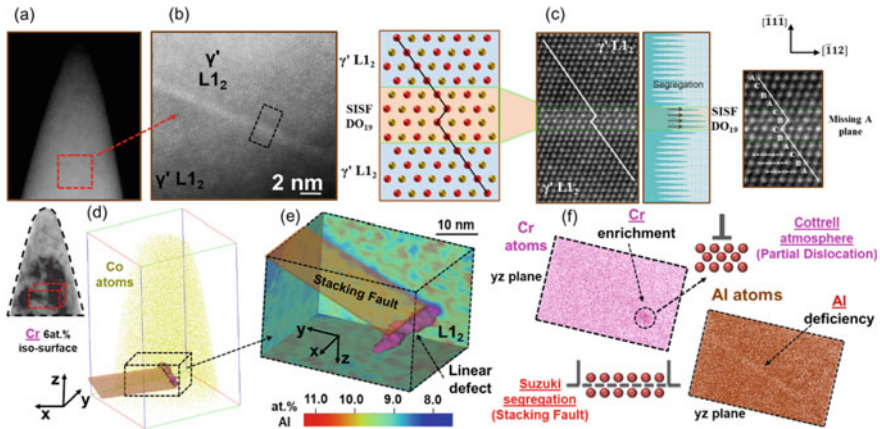 (a)
(b)
γ'
L1₂
γ' L1₂
2 nm
γ' L1₂
SISF
DO₁₉
γ' L1₂
(c)
γ' L1₂
γ' L1₂
Segregation
SISF
DO₁₉
[1̄11̄]
[1̄12]
A
C
B
A
C
B
C
B
A
C
B
A
Missing A
plane
(d)
Co
atoms
Cr 6at.%
iso-surface
z
y
x
(e)
10 nm
Stacking Fault
L1₂
y
x
z
Linear
defect
at.%
Al
11.0
10.0
9.0
8.0
(f)
Cr
atoms
yz plane
Cr
enrichment
Cottrell
atmosphere
(Partial Dislocation)
Al atoms
Al
deficiency
Suzuki
segregation
(Stacking Fault)
yz plane